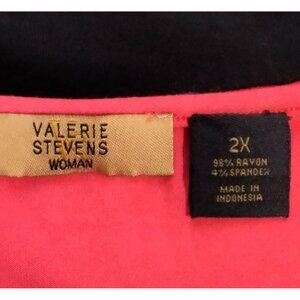 VALERIE
STEVENS
WOMAN
2X
96% RAYON
4% SPANDEX
MADE IN
INDONESIA